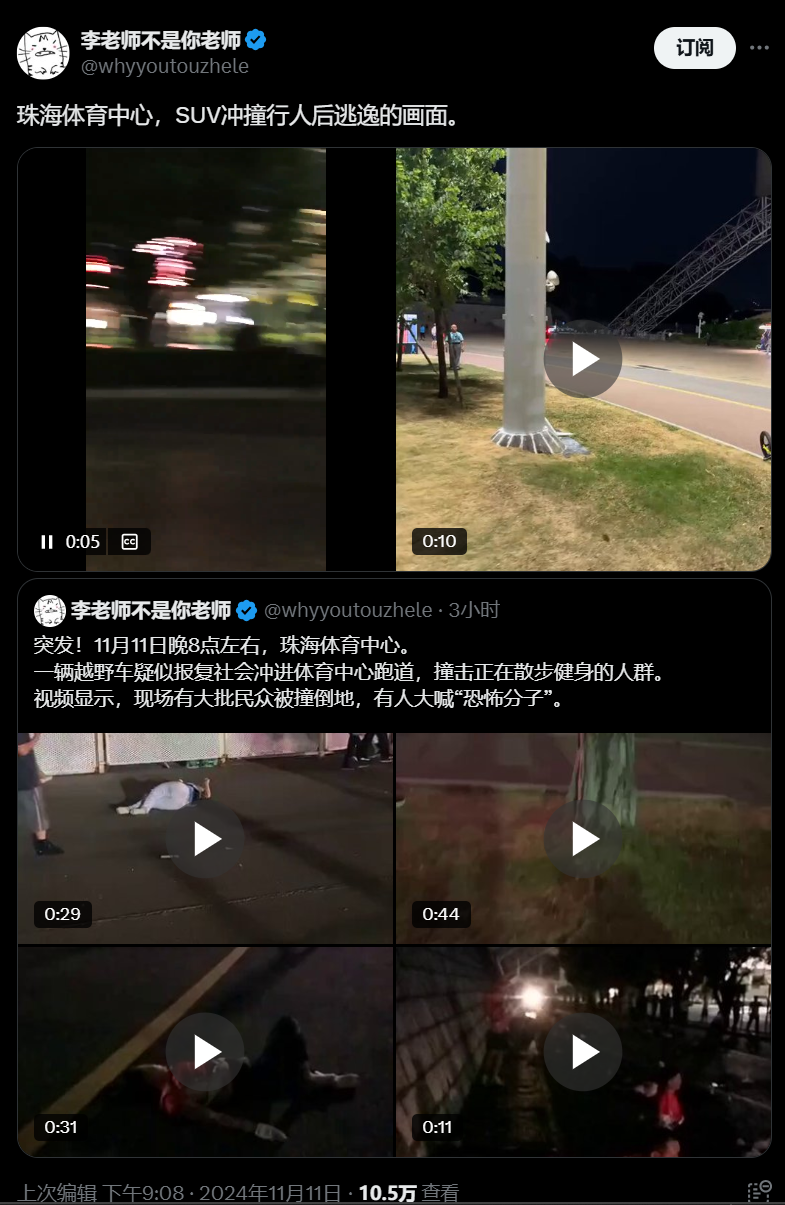 李老师不是你老师
订阅
@whyyoutouzhele
珠海体育中心，SUV冲撞行人后逃逸的画面。
0:05
CC
0:10
李老师不是你老师 @whyyoutouzhele · 3小时
突发！11月11日晚8点左右，珠海体育中心。
一辆越野车疑似报复社会冲进体育中心跑道，撞击正在散步健身的人群。
视频显示，现场有大批民众被撞倒地，有人大喊“恐怖分子”。
0:29
0:44
0:31
0:11
上次编辑 下午9:08 · 2024年11月11日 · 10.5万 查看